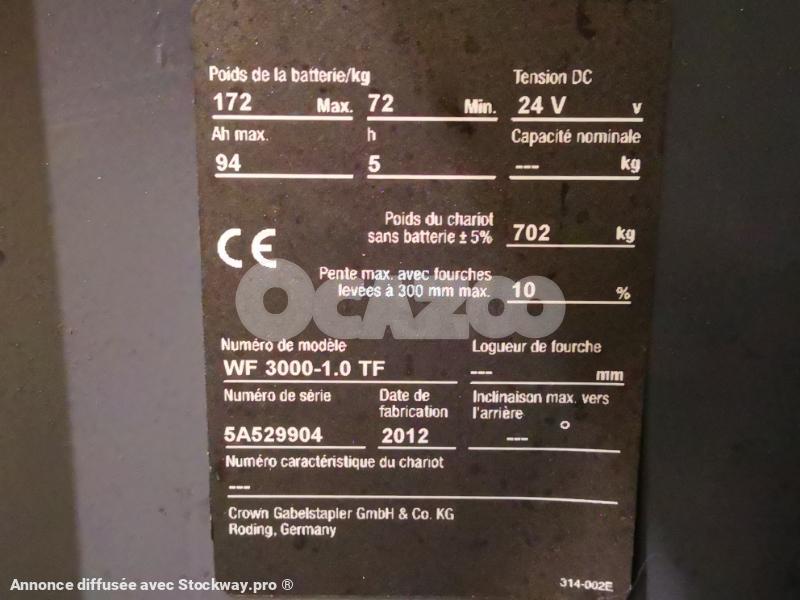 Poids de la batterie/kg Tension DC
172 Max. 72 Min. 24 V v
Ah max. h Capacité nominale
94 5 --- kg
Poids du chariot
sans batterie ± 5% 702 kg
CE
Pente max. avec fourches
levées à 300 mm max. 10 %
OCAZOO
Numéro de modèle Logueur de fourche
WF 3000-1.0 TF --- mm
Numéro de série Date de fabrication Inclinaison max. vers l'arrière
5A529904 2012 --- °
Numéro caractéristique du chariot
---
Crown Gabelstapler GmbH & Co. KG
Roding, Germany
314-002E
Annonce diffusée avec Stockway.pro ®